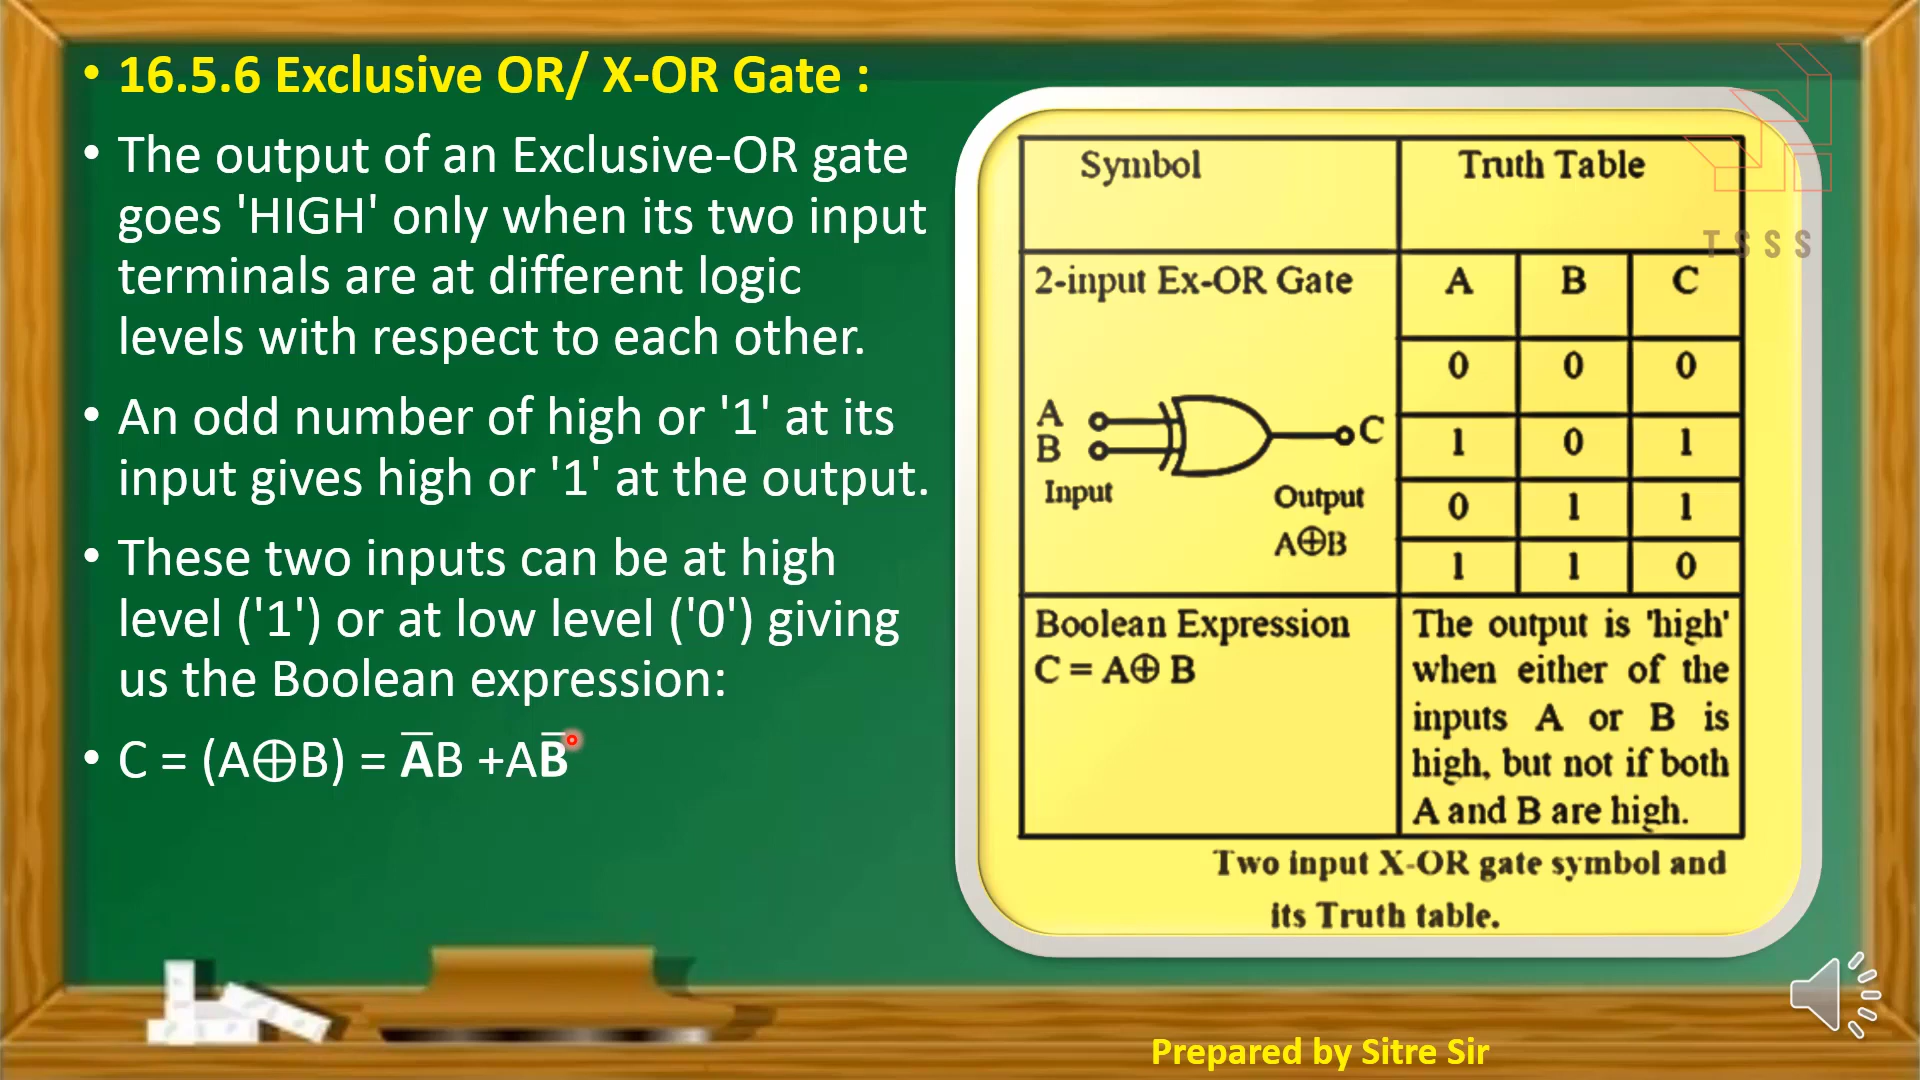 • 16.5.6 Exclusive OR/ X-OR Gate :
• The output of an Exclusive-OR gate
goes 'HIGH' only when its two input
terminals are at different logic
levels with respect to each other.
• An odd number of high or '1' at its
input gives high or '1' at the output.
• These two inputs can be at high
level ('1') or at low level ('0') giving
us the Boolean expression:
• C = (A⊕B) = A̅B +AB̅
Symbol Truth Table
TSSS
2-input Ex-OR Gate A B C
0 0 0
1 0 1
0 1 1
1 1 0
A
B
C
Input
Output
A⊕B
Boolean Expression
C = A⊕ B
The output is 'high'
when either of the
inputs A or B is
high, but not if both
A and B are high.
Two input X-OR gate symbol and
its Truth table.
Prepared by Sitre Sir